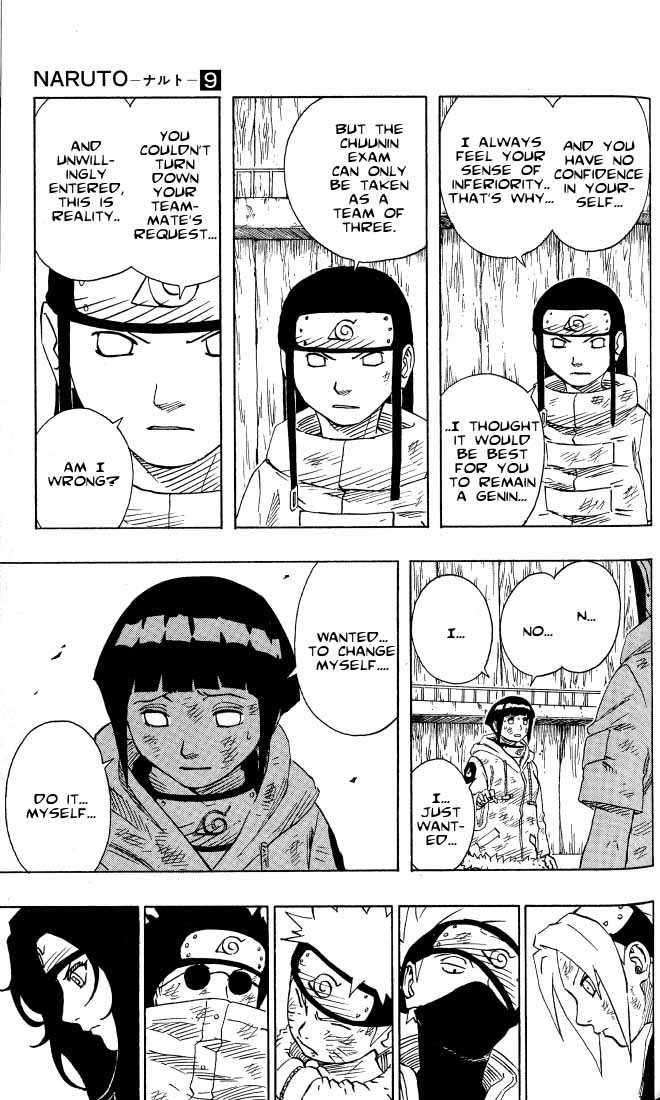 NARUTO—ナルト—9
AND YOU
HAVE NO
CONFIDENCE
IN YOUR-
SELF...
I ALWAYS
FEEL YOUR
SENSE OF
INFERIORITY..
THAT'S WHY...
..I THOUGHT
IT WOULD
BE BEST
FOR YOU
TO REMAIN
A GENIN...
BUT THE
CHUUNIN
EXAM
CAN ONLY
BE TAKEN
AS A
TEAM OF
THREE.
YOU
COULDN'T
TURN
DOWN
YOUR
TEAM-
MATE'S
REQUEST...
AND
UNWILL-
INGLY
ENTERED,
THIS IS
REALITY..
AM I
WRONG?
N...
NO...
I...
I...
JUST
WANT-
ED...
WANTED...
TO CHANGE
MYSELF....
DO IT...
MYSELF...